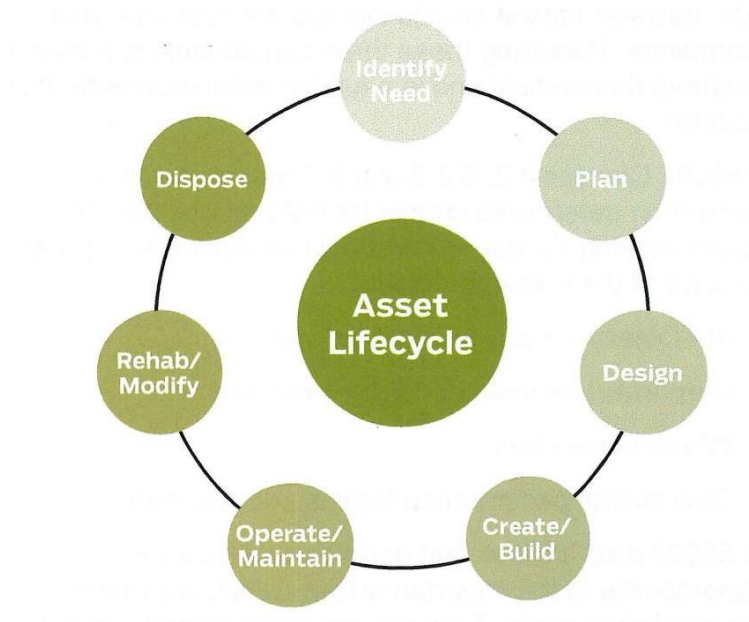 Identify
Need
Plan
Design
Create/
Build
Operate/
Maintain
Rehab/
Modify
Dispose
Asset
Lifecycle